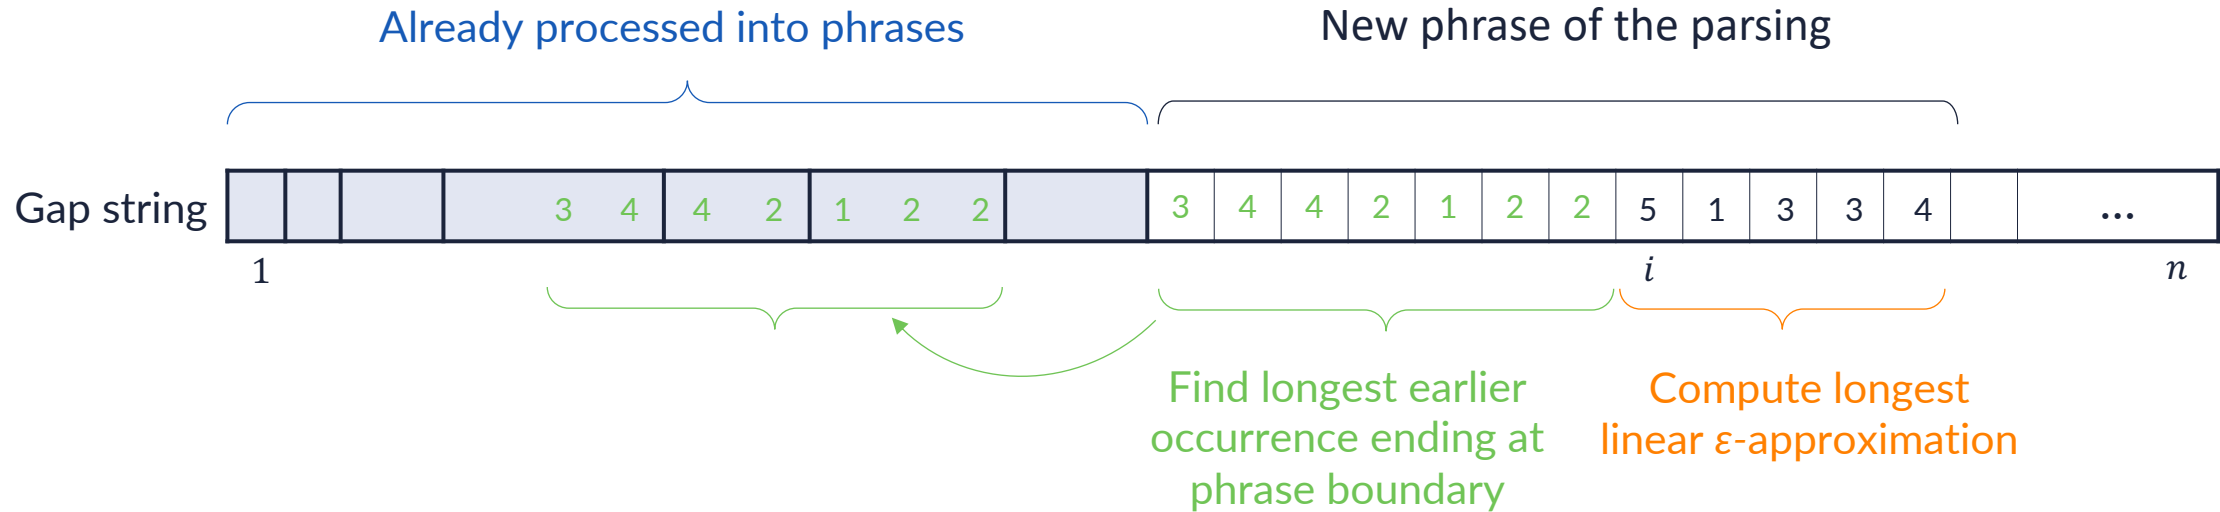 Already processed into phrases
New phrase of the parsing
Gap string 3 4 4 2 1 2 2 3 4 4 2 1 2 2 5 1 3 3 4 ...
1 i n
Find longest earlier
occurrence ending at
phrase boundary
Compute longest
linear ε-approximation